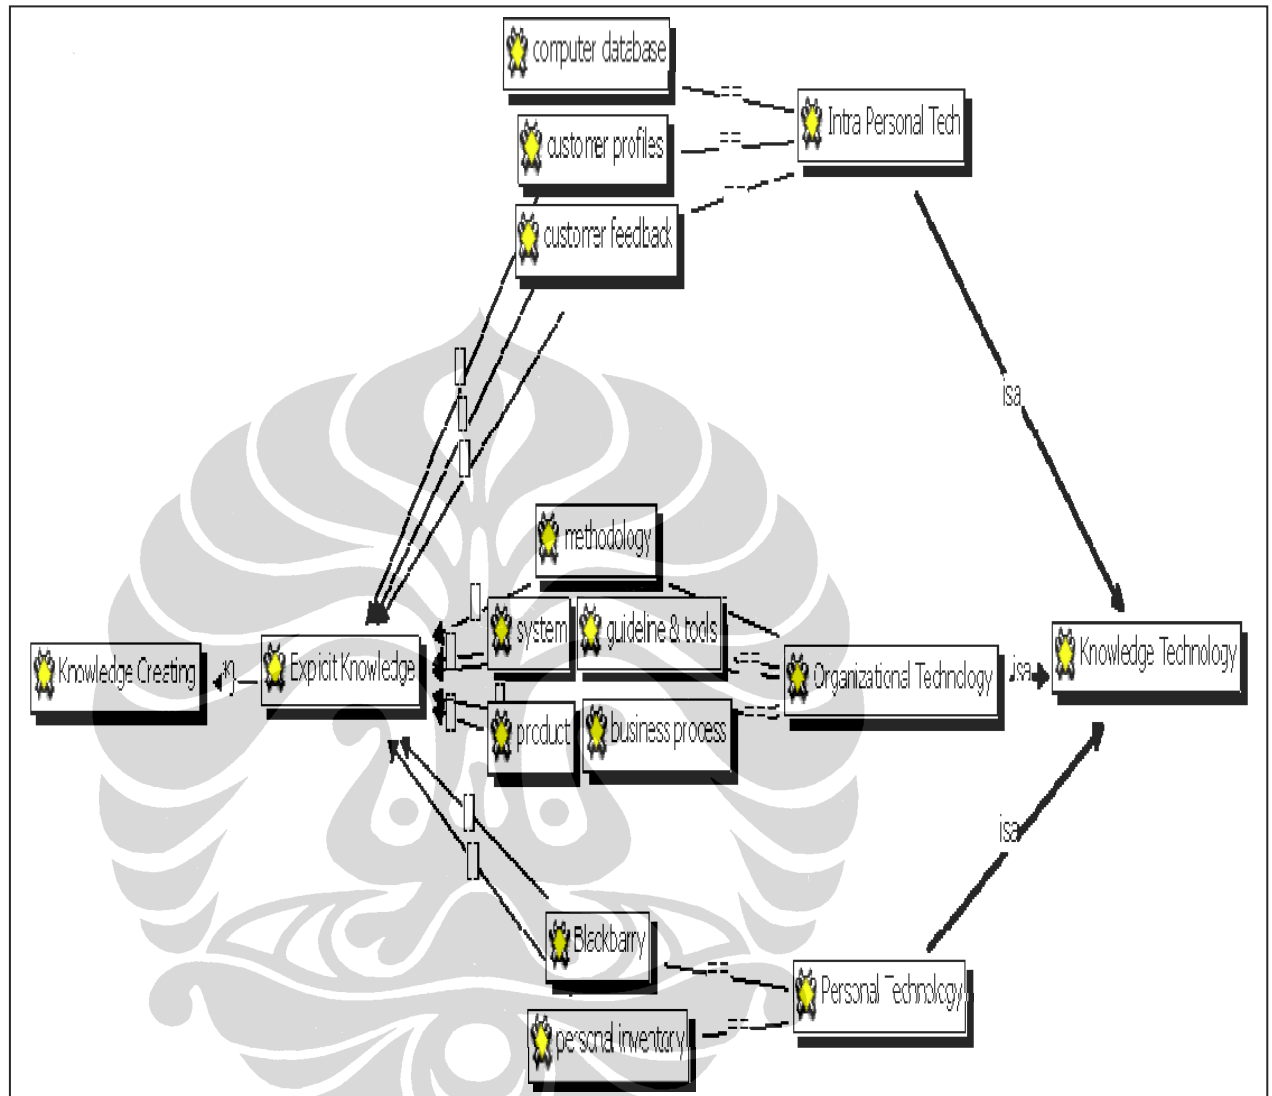 computer database
Intra Personal Tech
customer profiles
customer feedback
isa
methodology
system
guideline & tools
Knowledge Creating
Expicit Knowledge
Organizational Technology
isa
Knowledge Technology
product
business process
isa
Blackbarry
Personal Technology
personal inventory